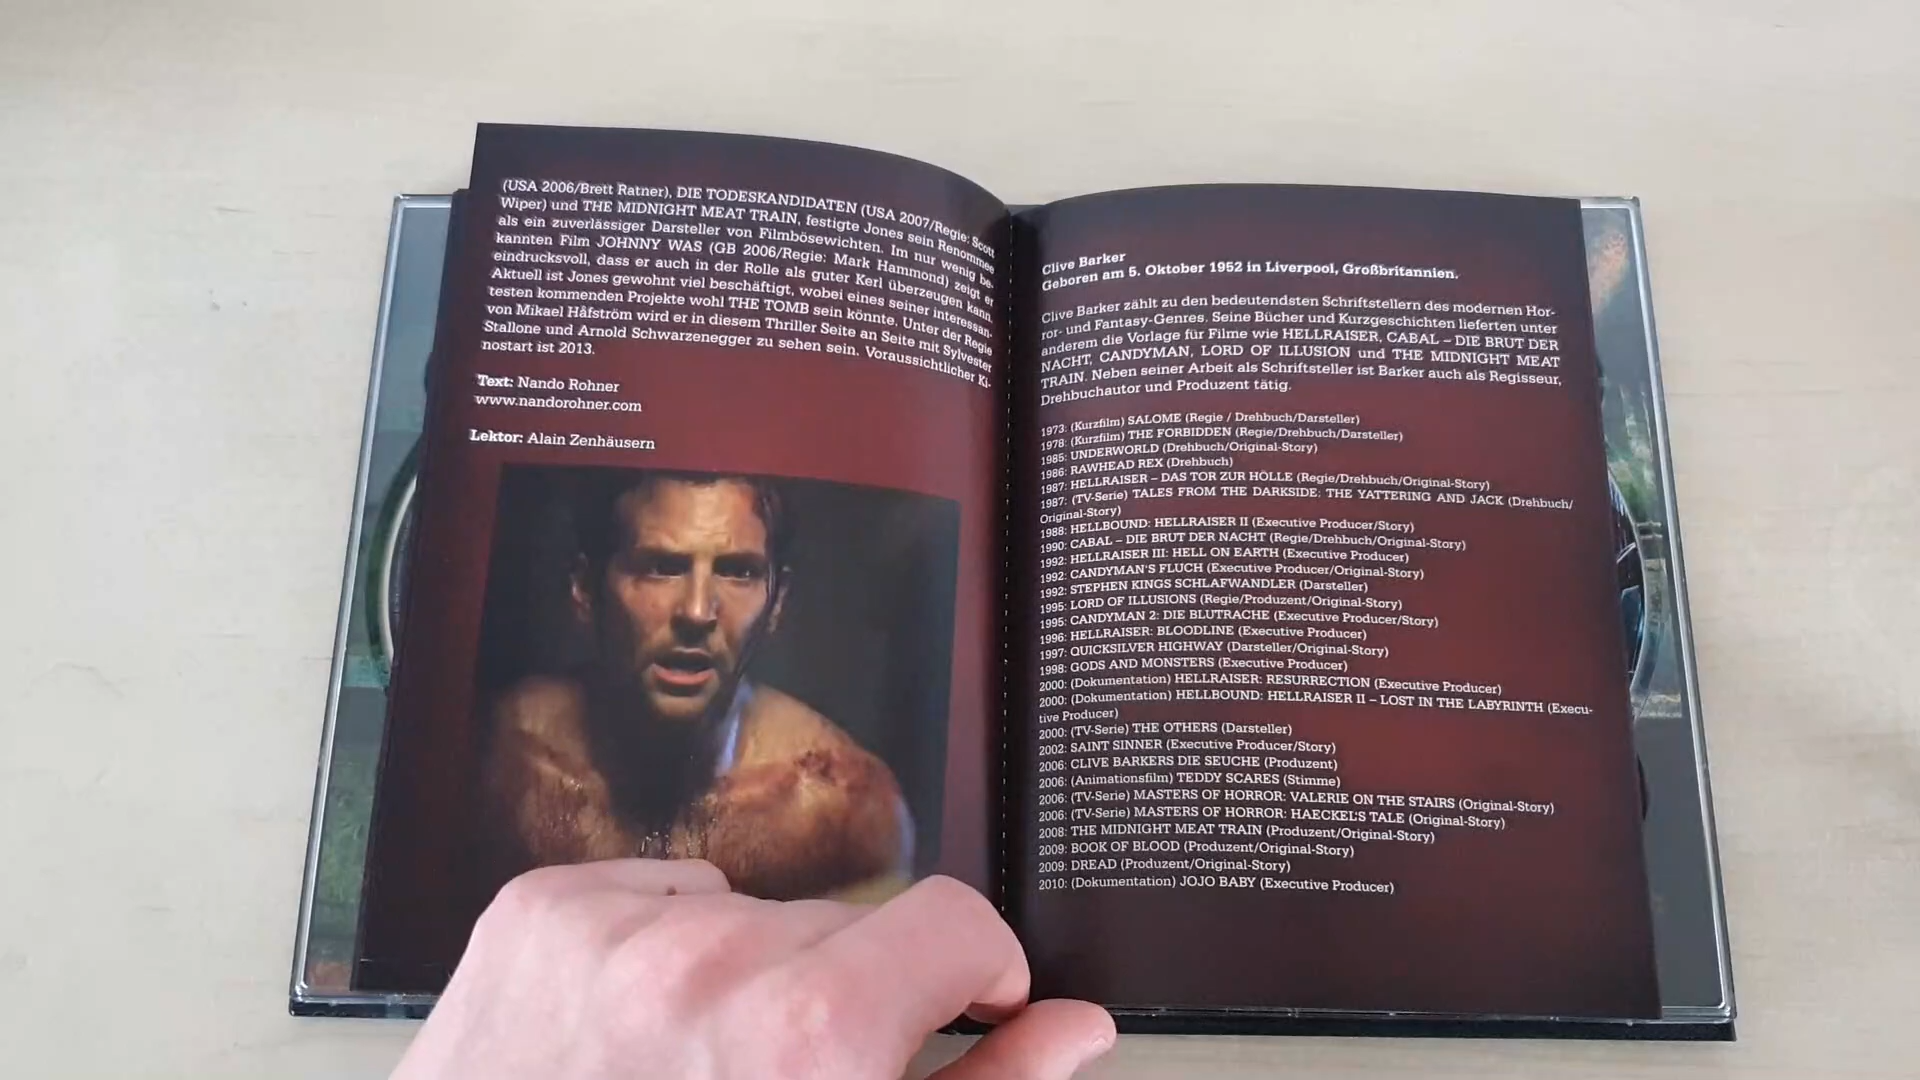 (USA 2006/Brett Ratner), DIE TODESKANDIDATEN (USA 2007/Regie: Scott
Wiper) und THE MIDNIGHT MEAT TRAIN, festigte Jones sein Renommee
als ein zuverlässiger Darsteller von Filmbösewichten. Im nur wenig be-
kannten Film JOHNNY WAS (GB 2006/Regie: Mark Hammond) zeigt er
eindrucksvoll, dass er auch in der Rolle als guter Kerl überzeugen kann.
Aktuell ist Jones gewohnt viel beschäftigt, wobei eines seiner interessan-
testen kommenden Projekte wohl THE TOMB sein könnte. Unter der Regie
von Mikael Håfström wird er in diesem Thriller Seite an Seite mit Sylvester
Stallone und Arnold Schwarzenegger zu sehen sein. Voraussichtlicher Ki-
nostart ist 2013.
Text: Nando Rohner
www.nandorohner.com
Lektor: Alain Zenhäusern
Clive Barker
Geboren am 5. Oktober 1952 in Liverpool, Großbritannien.
Clive Barker zählt zu den bedeutendsten Schriftstellern des modernen Hor-
ror- und Fantasy-Genres. Seine Bücher und Kurzgeschichten lieferten unter
anderem die Vorlage für Filme wie HELLRAISER, CABAL – DIE BRUT DER
NACHT, CANDYMAN, LORD OF ILLUSION und THE MIDNIGHT MEAT
TRAIN. Neben seiner Arbeit als Schriftsteller ist Barker auch als Regisseur,
Drehbuchautor und Produzent tätig.
1973: (Kurzfilm) SALOME (Regie / Drehbuch/Darsteller)
1978: (Kurzfilm) THE FORBIDDEN (Regie/Drehbuch/Darsteller)
1985: UNDERWORLD (Drehbuch/Original-Story)
1986: RAWHEAD REX (Drehbuch)
1987: HELLRAISER – DAS TOR ZUR HÖLLE (Regie/Drehbuch/Original-Story)
1987: (TV-Serie) TALES FROM THE DARKSIDE: THE YATTERING AND JACK (Drehbuch/
Original-Story)
1988: HELLBOUND: HELLRAISER II (Executive Producer/Story)
1990: CABAL – DIE BRUT DER NACHT (Regie/Drehbuch/Original-Story)
1992: HELLRAISER III: HELL ON EARTH (Executive Producer)
1992: CANDYMAN'S FLUCH (Executive Producer/Original-Story)
1992: STEPHEN KINGS SCHLAFWANDLER (Darsteller)
1995: LORD OF ILLUSIONS (Regie/Produzent/Original-Story)
1995: CANDYMAN 2: DIE BLUTRACHE (Executive Producer/Story)
1996: HELLRAISER: BLOODLINE (Executive Producer)
1997: QUICKSILVER HIGHWAY (Darsteller/Original-Story)
1998: GODS AND MONSTERS (Executive Producer)
2000: (Dokumentation) HELLRAISER: RESURRECTION (Executive Producer)
2000: (Dokumentation) HELLBOUND: HELLRAISER II – LOST IN THE LABYRINTH (Execu-
tive Producer)
2000: (TV-Serie) THE OTHERS (Darsteller)
2002: SAINT SINNER (Executive Producer/Story)
2006: CLIVE BARKERS DIE SEUCHE (Produzent)
2006: (Animationsfilm) TEDDY SCARES (Stimme)
2006: (TV-Serie) MASTERS OF HORROR: VALERIE ON THE STAIRS (Original-Story)
2006: (TV-Serie) MASTERS OF HORROR: HAECKEL'S TALE (Original-Story)
2008: THE MIDNIGHT MEAT TRAIN (Produzent/Original-Story)
2009: BOOK OF BLOOD (Produzent/Original-Story)
2009: DREAD (Produzent/Original-Story)
2010: (Dokumentation) JOJO BABY (Executive Producer)